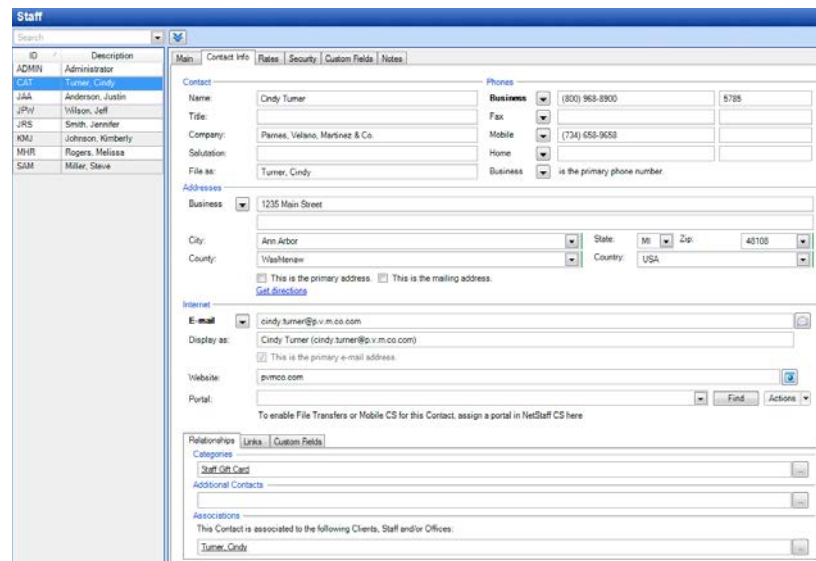 Staff
Search
ID Description
ADMIN Administrator
CAT Turner, Cindy
JAA Anderson, Justin
JPW Wilson, Jeff
JRS Smith, Jennifer
KMJ Johnson, Kimberly
MHR Rogers, Melissa
SAM Miller, Steve
Main Contact Info Rates Security Custom Fields Notes
Contact
Name: Cindy Turner
Title:
Company: Parnes, Velano, Martinez & Co.
Salutation:
File as: Turner, Cindy
Phones
Business (800) 968-8900 5785
Fax
Mobile (734) 658-9658
Home
Business is the primary phone number.
Addresses
Business 1235 Main Street
City: Ann Arbor State: MI Zip: 48108
County: Washtenaw Country: USA
This is the primary address. This is the mailing address.
Get directions
Internet
E-mail cindy.turner@p.v.m.co.com
Display as: Cindy Turner (cindy.turner@p.v.m.co.com)
This is the primary e-mail address.
Website: pvmco.com
Portal: Find Actions
To enable File Transfers or Mobile CS for this Contact, assign a portal in NetStaff CS here
Relationships Links Custom Fields
Categories
Staff Gift Card ...
Additional Contacts
...
Associations
This Contact is associated to the following Clients, Staff and/or Offices:
Turner, Cindy ...